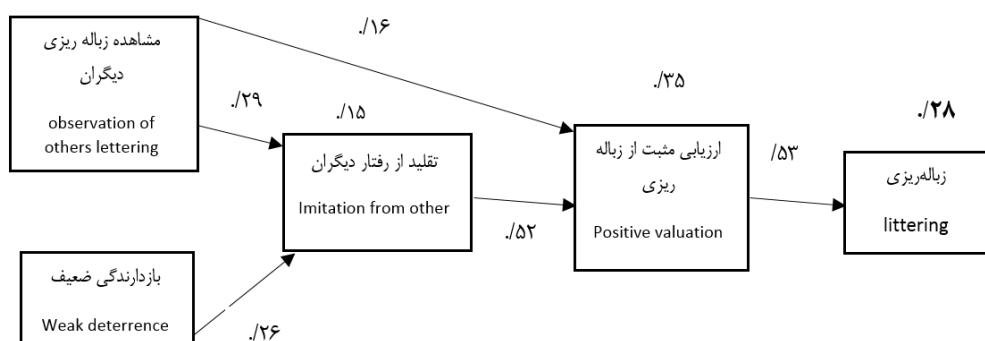 مشاهده زباله ریزی
دیگران
observation of
others lettering
./۱۶
./۲۹
./۱۵
تقلید از رفتار دیگران
Imitation from other
بازدارندگی ضعیف
Weak deterrence
./۲۶
./۵۲
./۳۵
ارزیابی مثبت از زباله
ریزی
Positive valuation
./۵۳
./۲۸
زباله‌ریزی
littering